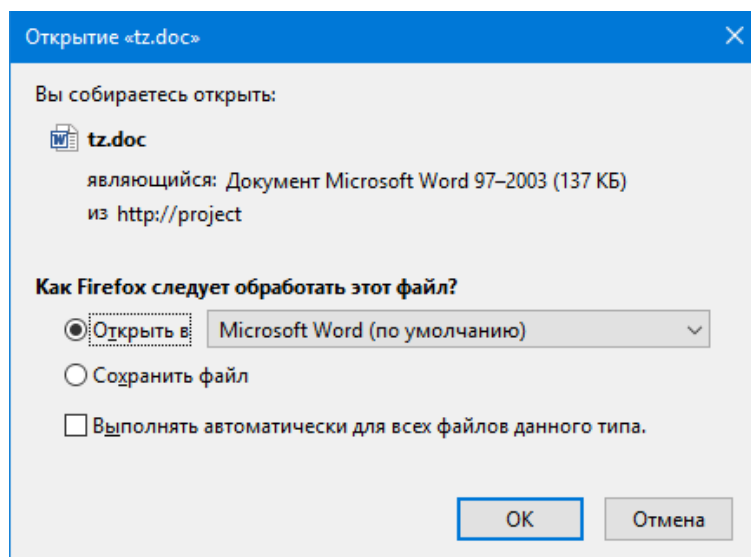 Открытие «tz.doc»
Вы собираетесь открыть:
tz.doc
являющийся: Документ Microsoft Word 97–2003 (137 КБ)
из http://project
Как Firefox следует обработать этот файл?
Открыть в Microsoft Word (по умолчанию)
Сохранить файл
Выполнять автоматически для всех файлов данного типа.
ОК Отмена